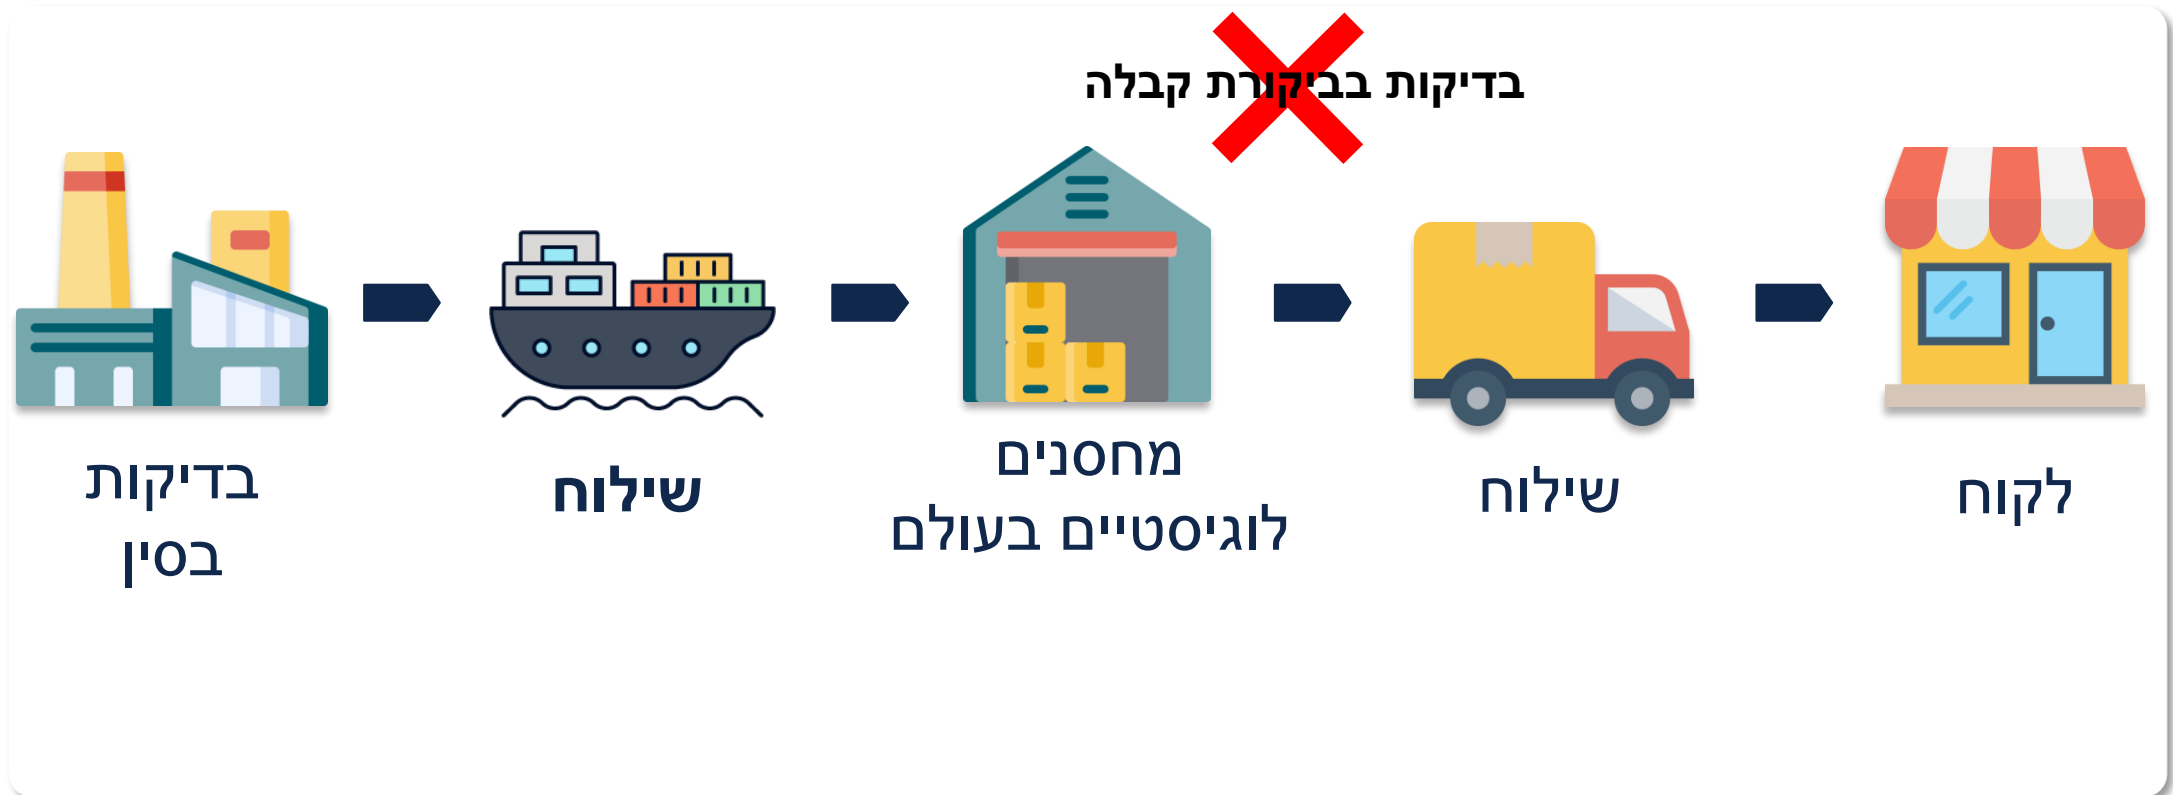 בדיקות בביקורת קבלה
בדיקות
בסין
שילוח
מחסנים
לוגיסטיים בעולם
שילוח
לקוח